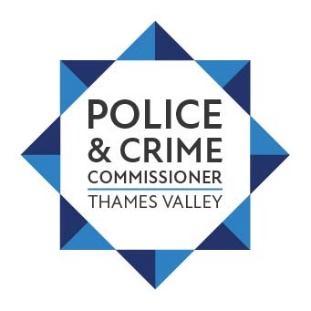 POLICE
& CRIME
COMMISSIONER
THAMES VALLEY